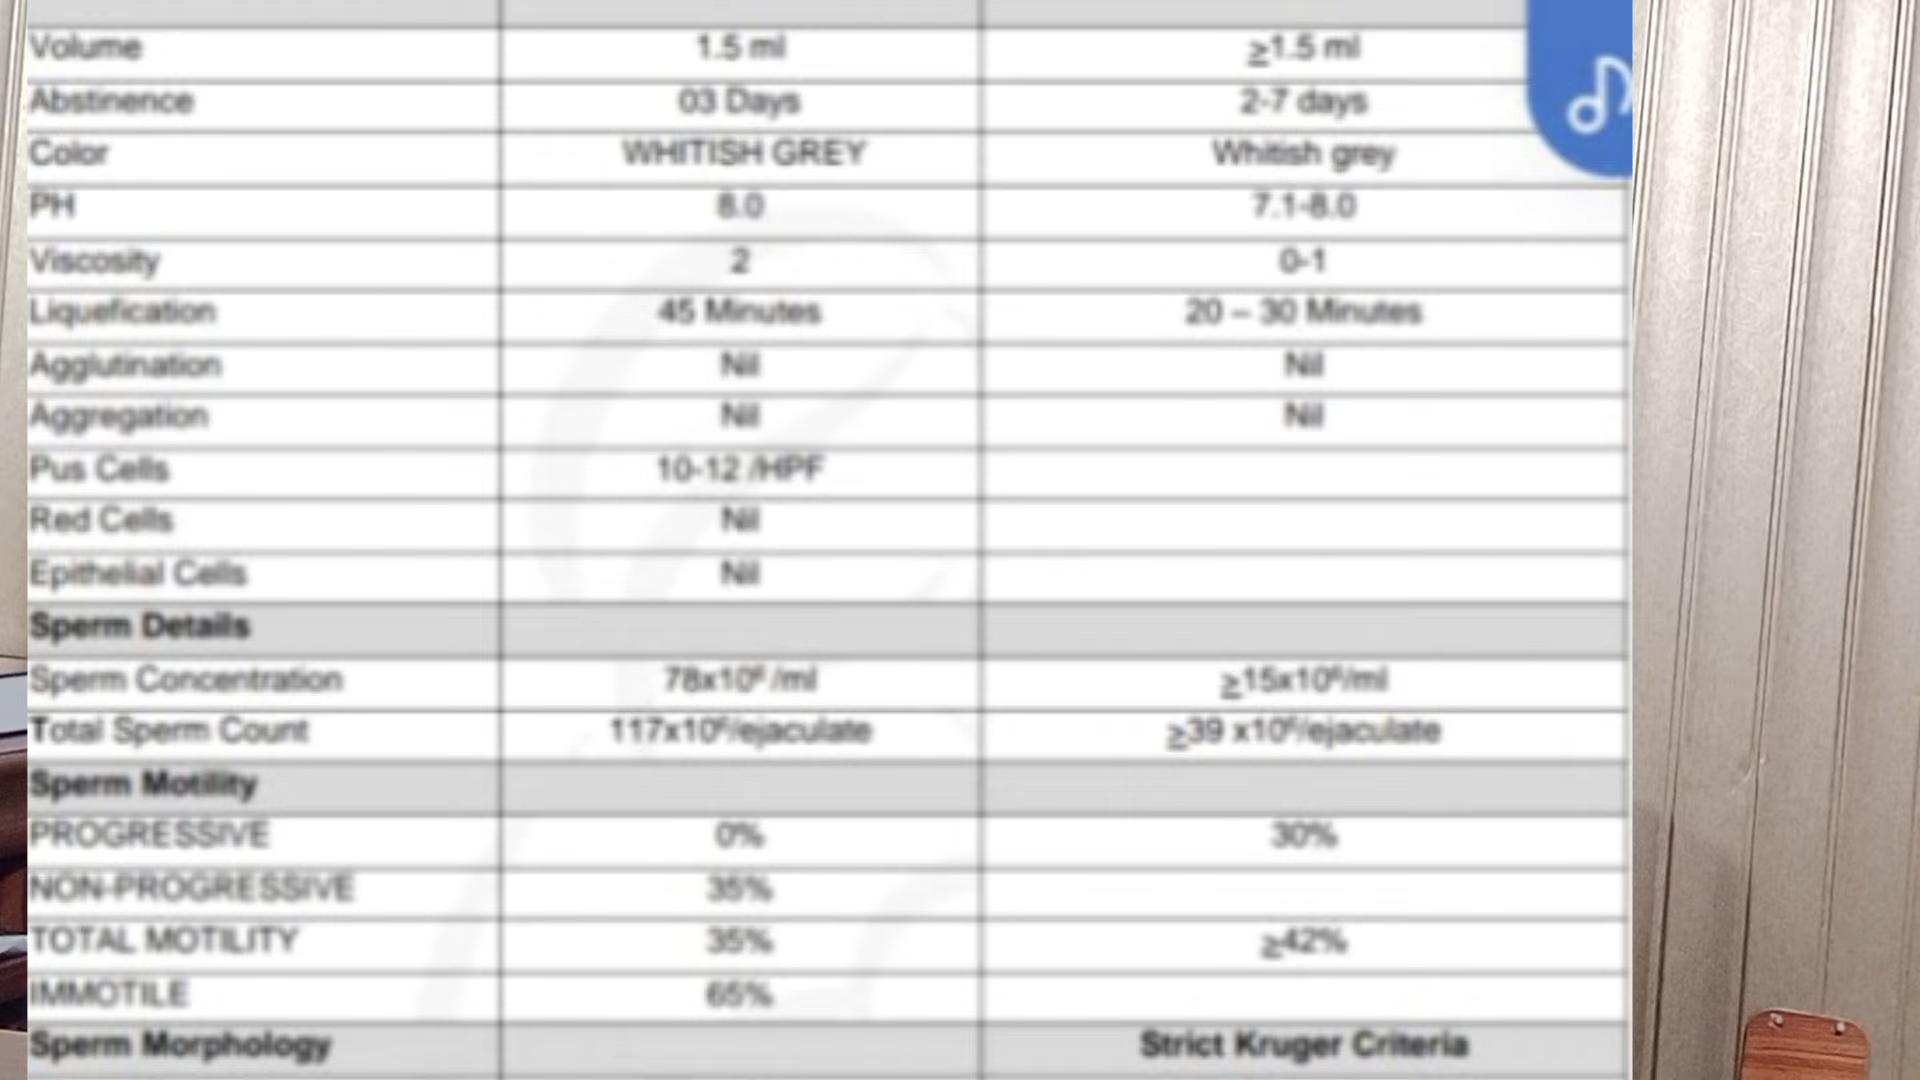 Volume 1.5 ml ≥1.5 ml
Abstinence 03 Days 2-7 days
Color WHITISH GREY Whitish grey
PH 8.0 7.1-8.0
Viscosity 2 0-1
Liquefication 45 Minutes 20 – 30 Minutes
Agglutination Nil Nil
Aggregation Nil Nil
Pus Cells 10-12 /HPF
Red Cells Nil
Epithelial Cells Nil
Sperm Details
Sperm Concentration 78x10⁶ /ml ≥15x10⁶/ml
Total Sperm Count 117x10⁶/ejaculate ≥39 x10⁶/ejaculate
Sperm Motility
PROGRESSIVE 0% 30%
NON-PROGRESSIVE 35%
TOTAL MOTILITY 35% ≥42%
IMMOTILE 65%
Sperm Morphology Strict Kruger Criteria